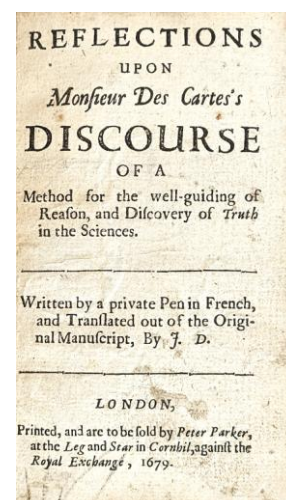 REFLECTIONS
UPON
Monſieur Des Cartes's
DISCOURSE
OF A
Method for the well-guiding of
Reaſon, and Diſcovery of Truth
in the Sciences.
Written by a private Pen in French,
and Tranſlated out of the Origi-
nal Manuſcript, By J. D.
LONDON,
Printed, and are to be ſold by Peter Parker,
at the Leg and Star in Cornhil, againſt the
Royal Exchange, 1679.